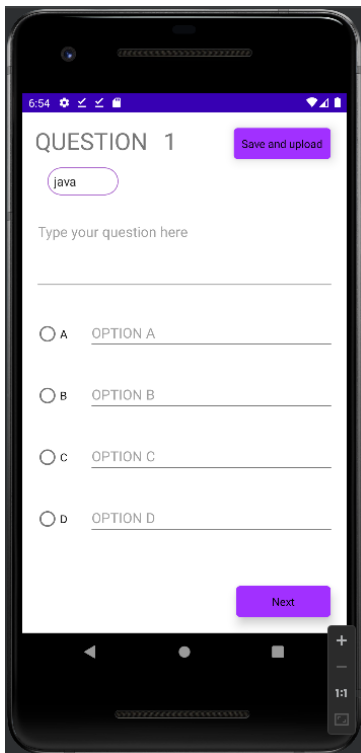 6:54
QUESTION 1
Save and upload
java
Type your question here
A OPTION A
B OPTION B
C OPTION C
D OPTION D
Next
1:1